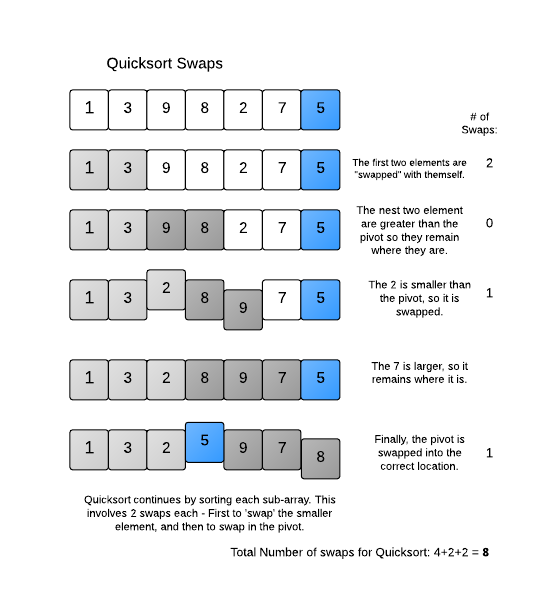 Quicksort Swaps
1 3 9 8 2 7 5
# of
Swaps:
1 3 9 8 2 7 5
The first two elements are
"swapped" with themself.
2
1 3 9 8 2 7 5
The nest two element
are greater than the
pivot so they remain
where they are.
0
1 3 2 8 9 7 5
The 2 is smaller than
the pivot, so it is
swapped.
1
1 3 2 8 9 7 5
The 7 is larger, so it
remains where it is.
1 3 2 5 9 7 8
Finally, the pivot is
swapped into the
correct location.
1
Quicksort continues by sorting each sub-array. This
involves 2 swaps each - First to 'swap' the smaller
element, and then to swap in the pivot.
Total Number of swaps for Quicksort: 4+2+2 = 8